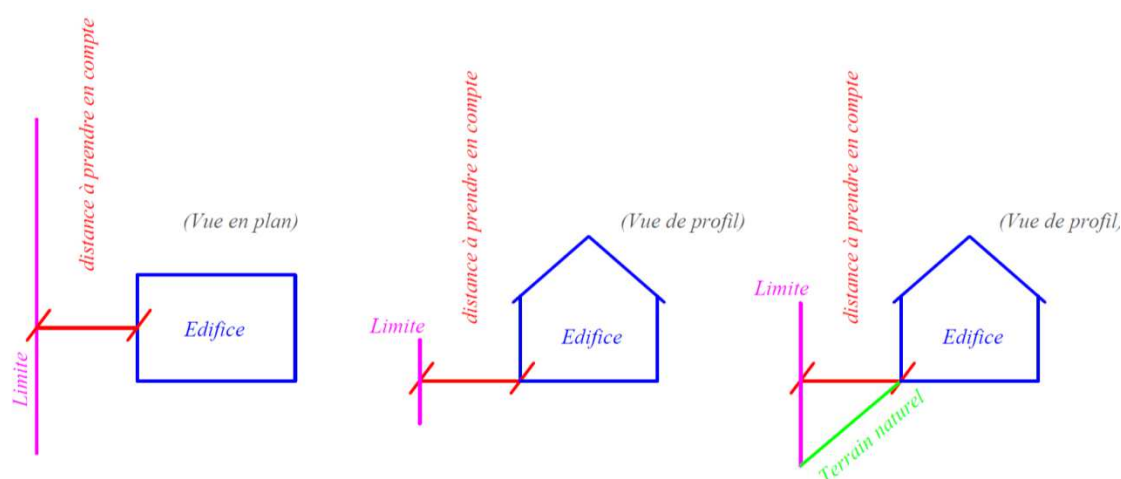 distance à prendre en compte
(Vue en plan)
Edifice
Limite
distance à prendre en compte
(Vue de profil)
Limite
Edifice
distance à prendre en compte
(Vue de profil)
Limite
Edifice
Terrain naturel